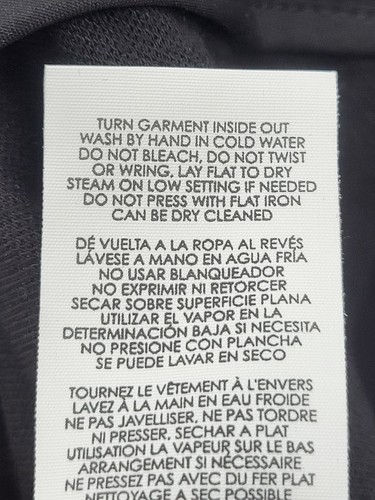 TURN GARMENT INSIDE OUT
WASH BY HAND IN COLD WATER
DO NOT BLEACH, DO NOT TWIST
OR WRING, LAY FLAT TO DRY
STEAM ON LOW SETTING IF NEEDED
DO NOT PRESS WITH FLAT IRON
CAN BE DRY CLEANED
DÉ VUELTA A LA ROPA AL REVÉS
LÁVESE A MANO EN AGUA FRÍA
NO USAR BLANQUEADOR
NO EXPRIMIR NI RETORCER
SECAR SOBRE SUPERFICIE PLANA
UTILIZAR EL VAPOR EN LA
DETERMINACIÓN BAJA SI NECESITA
NO PRESIONE CON PLANCHA
SE PUEDE LAVAR EN SECO
TOURNEZ LE VÊTEMENT À L'ENVERS
LAVEZ À LA MAIN EN EAU FROIDE
NE PAS JAVELLISER, NE PAS TORDRE
NI PRESSER, SECHAR A PLAT
UTILISATION LA VAPEUR SUR LE BAS
ARRANGEMENT SI NÉCESSAIRE
NE PRESSEZ PAS AVEC DU FER PLAT
NETTOYAGE A SEC POSSIBLE